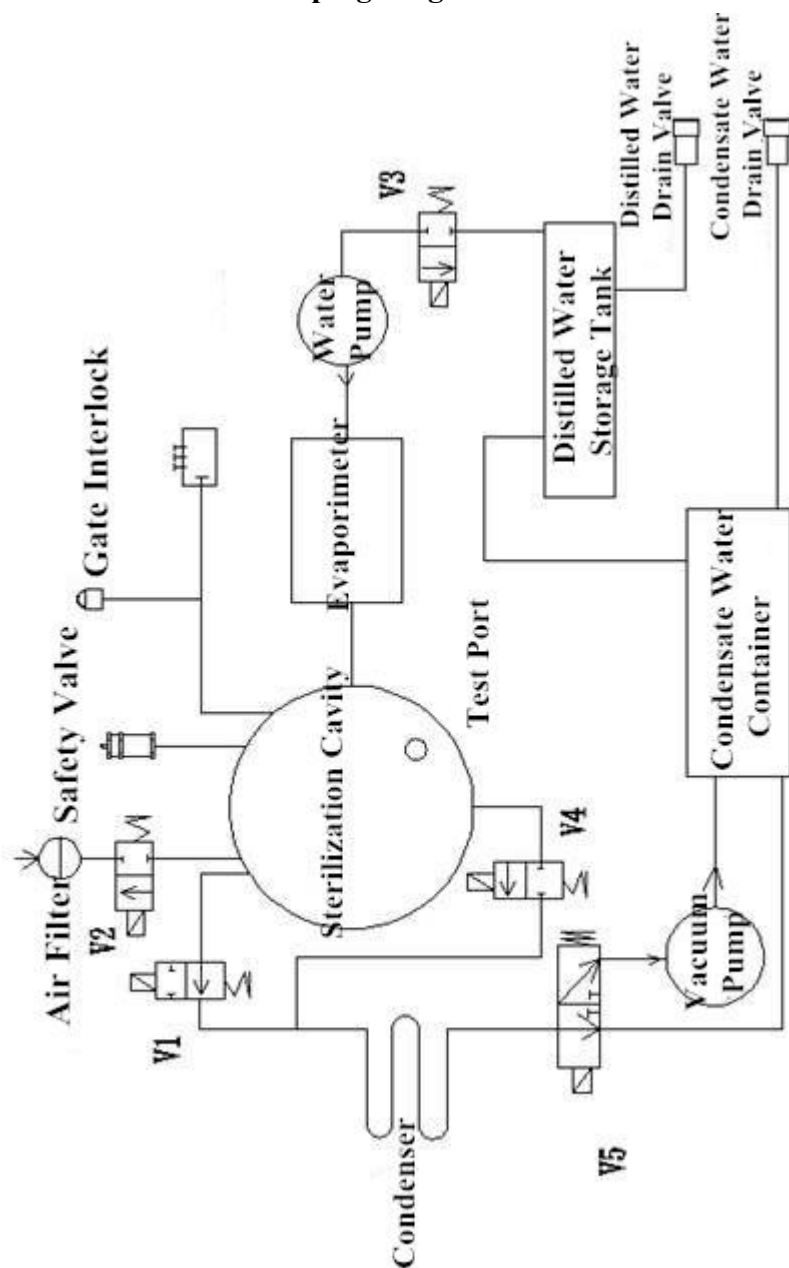 Air Filter
Safety Valve
Gate Interlock
V2
V1
Sterilization Cavity
Evaporimeter
Water
Pump
V3
Condenser
Test Port
V4
Distilled Water
Storage Tank
V5
Vacuum
Pump
Distilled Water
Drain Valve
Condensate Water
Container
Condensate Water
Drain Valve